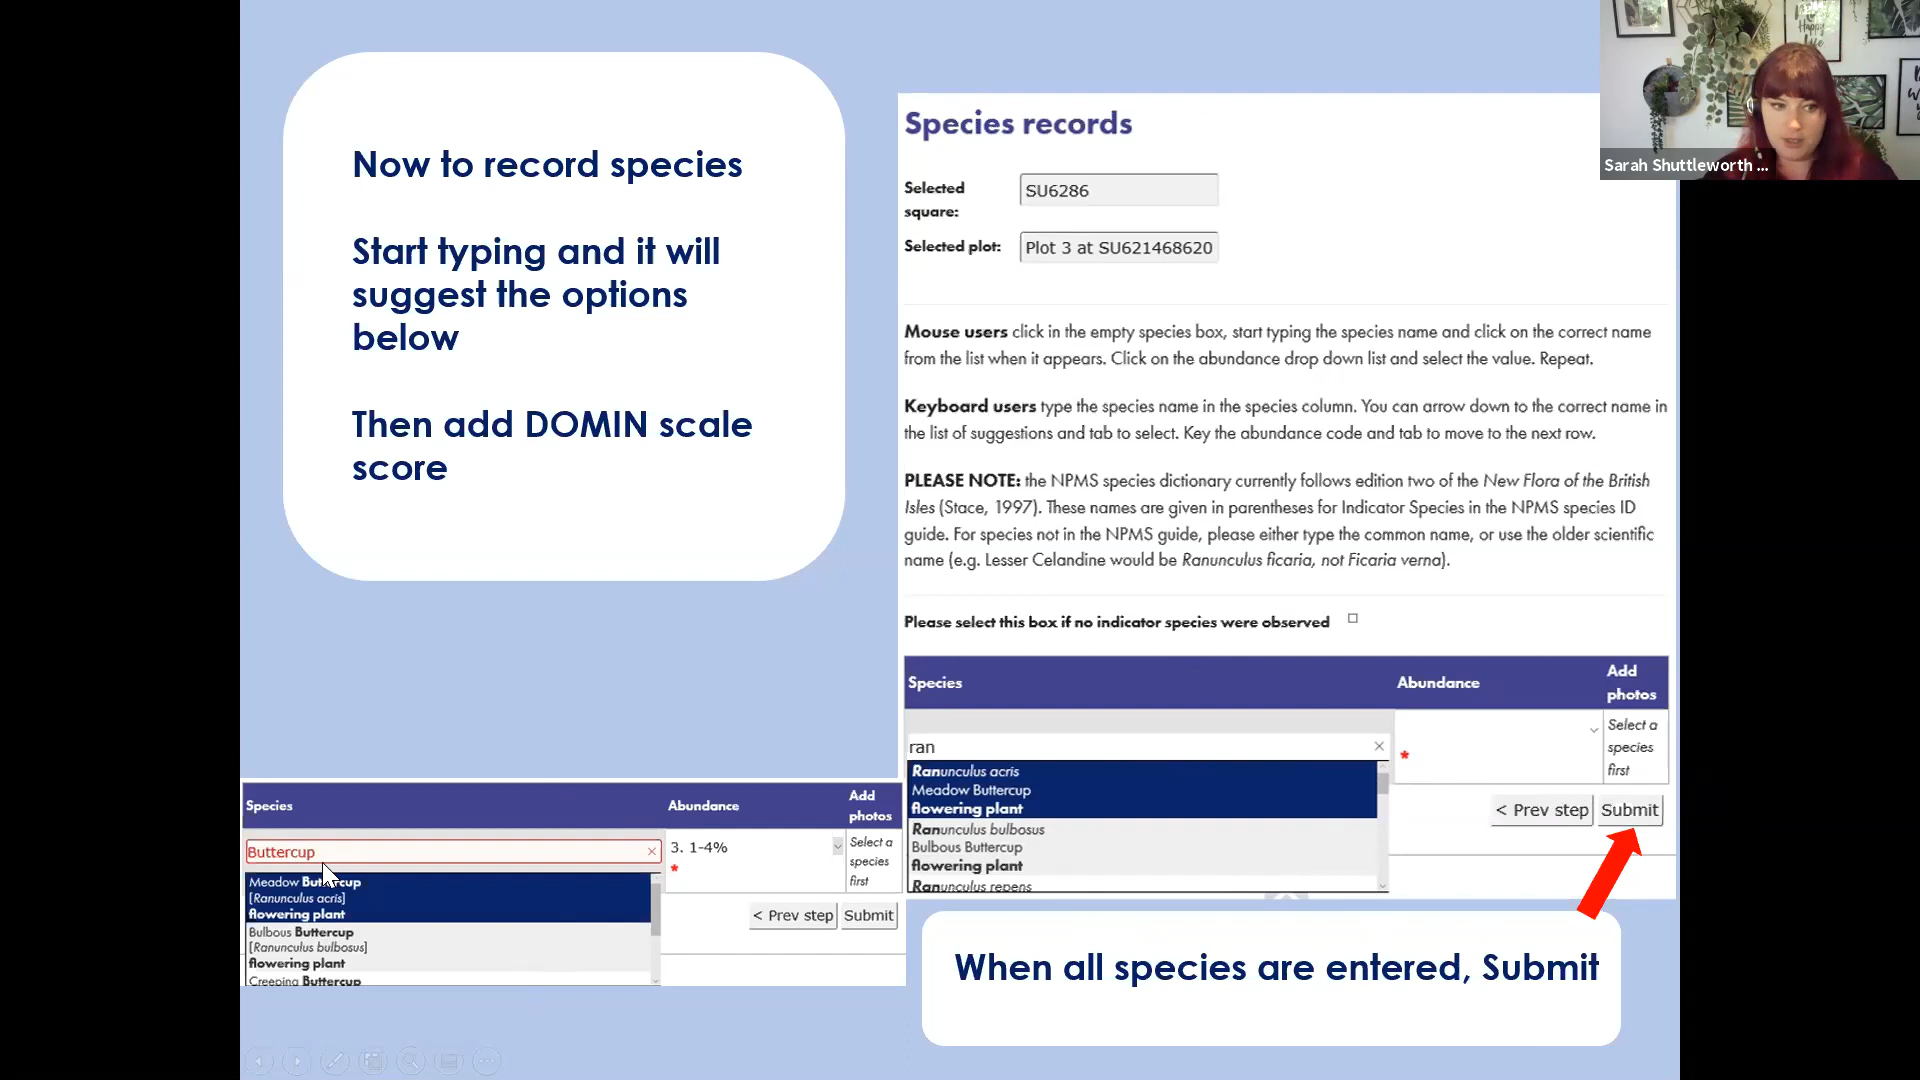 Now to record species
Start typing and it will
suggest the options
below
Then add DOMIN scale
score
Species records
Selected
square:
SU6286
Selected plot:
Plot 3 at SU621468620
Mouse users click in the empty species box, start typing the species name and click on the correct name
from the list when it appears. Click on the abundance drop down list and select the value. Repeat.
Keyboard users type the species name in the species column. You can arrow down to the correct name in
the list of suggestions and tab to select. Key the abundance code and tab to move to the next row.
PLEASE NOTE: the NPMS species dictionary currently follows edition two of the New Flora of the British
Isles (Stace, 1997). These names are given in parentheses for Indicator Species in the NPMS species ID
guide. For species not in the NPMS guide, please either type the common name, or use the older scientific
name (e.g. Lesser Celandine would be Ranunculus ficaria, not Ficaria verna).
Please select this box if no indicator species were observed
Species
Abundance
Add
photos
ran
×
*
Select a
species
first
Ranunculus acris
Meadow Buttercup
flowering plant
Ranunculus bulbosus
Bulbous Buttercup
flowering plant
Ranunculus repens
< Prev step
Submit
Species
Abundance
Add
photos
Buttercup
×
3. 1-4%
*
Select a
species
first
Meadow Buttercup
[Ranunculus acris]
flowering plant
Bulbous Buttercup
[Ranunculus bulbosus]
flowering plant
Creeping Buttercup
< Prev step
Submit
When all species are entered, Submit
Sarah Shuttleworth ...